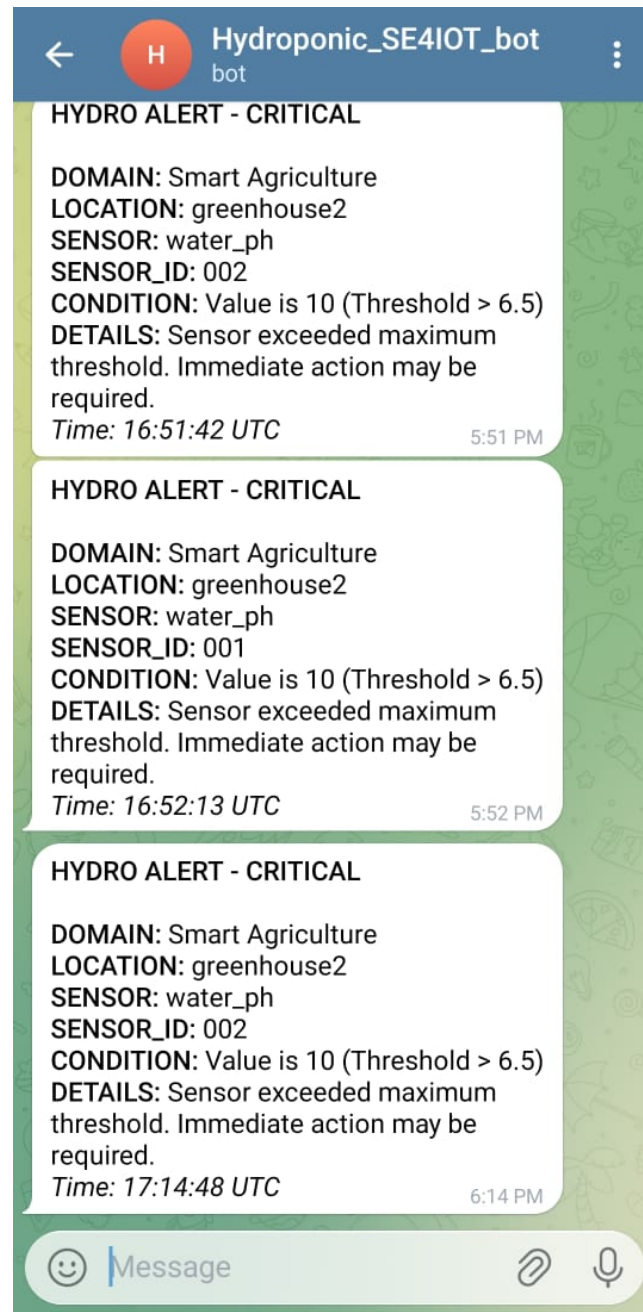 H
Hydroponic_SE4IOT_bot
bot
HYDRO ALERT - CRITICAL
DOMAIN: Smart Agriculture
LOCATION: greenhouse2
SENSOR: water_ph
SENSOR_ID: 002
CONDITION: Value is 10 (Threshold > 6.5)
DETAILS: Sensor exceeded maximum
threshold. Immediate action may be
required.
Time: 16:51:42 UTC
5:51 PM
HYDRO ALERT - CRITICAL
DOMAIN: Smart Agriculture
LOCATION: greenhouse2
SENSOR: water_ph
SENSOR_ID: 001
CONDITION: Value is 10 (Threshold > 6.5)
DETAILS: Sensor exceeded maximum
threshold. Immediate action may be
required.
Time: 16:52:13 UTC
5:52 PM
HYDRO ALERT - CRITICAL
DOMAIN: Smart Agriculture
LOCATION: greenhouse2
SENSOR: water_ph
SENSOR_ID: 002
CONDITION: Value is 10 (Threshold > 6.5)
DETAILS: Sensor exceeded maximum
threshold. Immediate action may be
required.
Time: 17:14:48 UTC
6:14 PM
Message